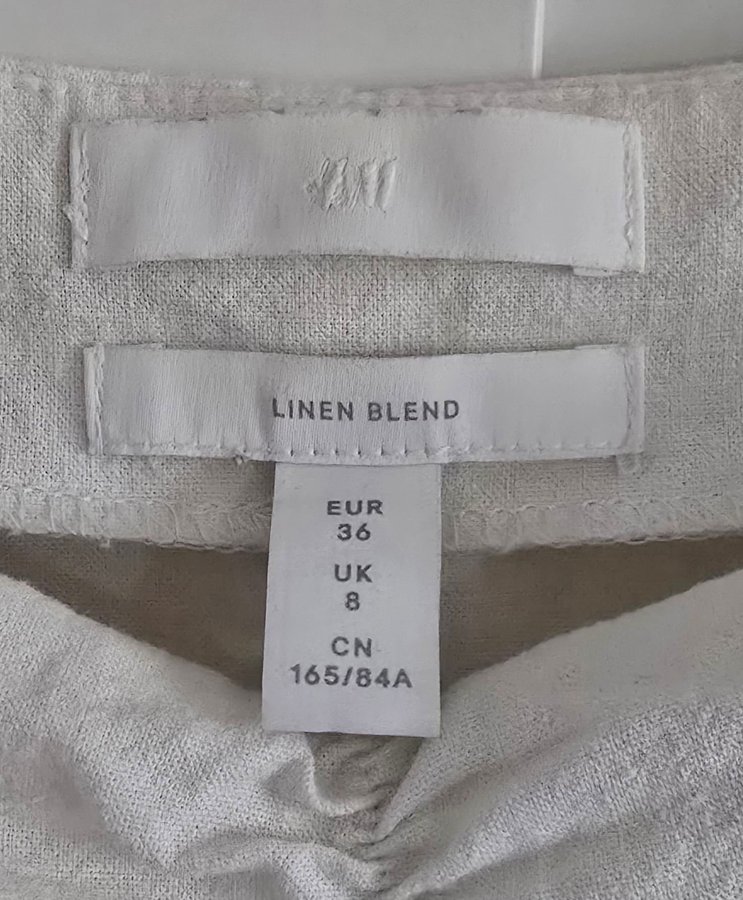 H&M
LINEN BLEND
EUR
36
UK
8
CN
165/84A